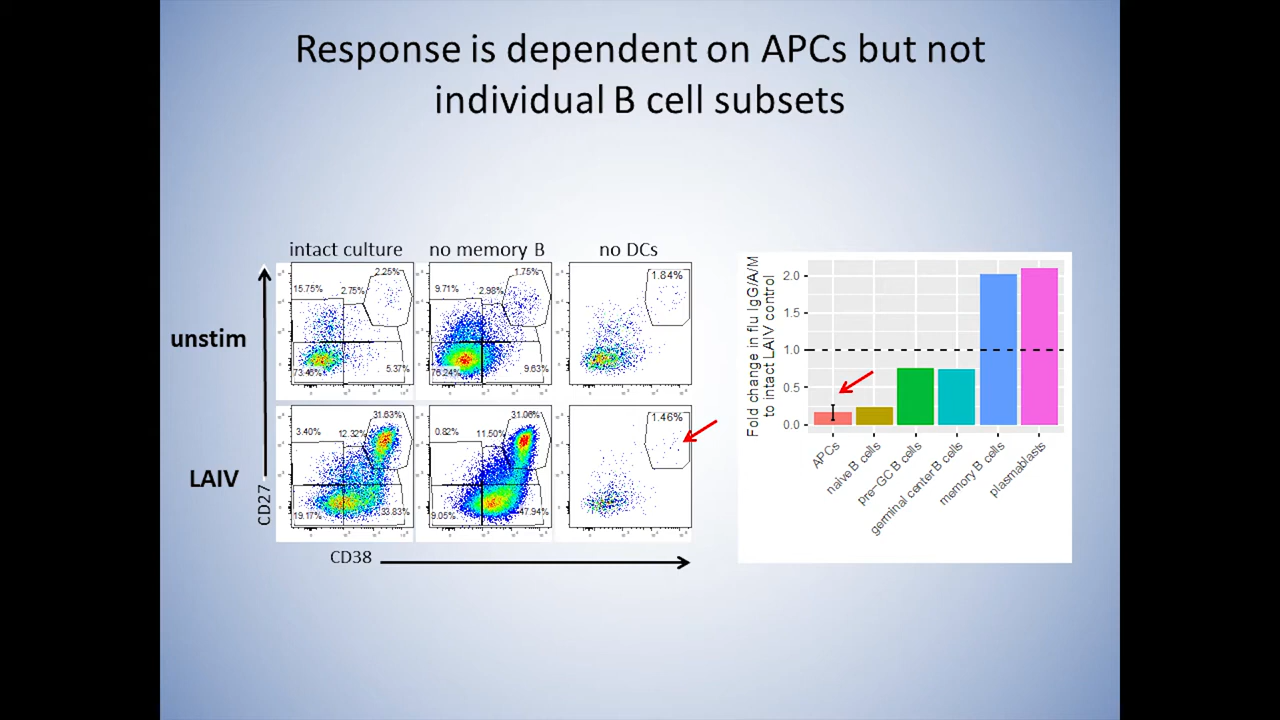 Response is dependent on APCs but not
individual B cell subsets
intact culture
no memory B
no DCs
unstim
2.25%
15.75%
2.75%
73.46%
5.37%
1.75%
9.71%
2.98%
76.24%
9.63%
1.84%
LAIV
31.63%
3.40%
12.32%
19.17%
33.83%
31.06%
0.82%
11.50%
9.05%
47.94%
1.46%
CD27
CD38
Fold change in flu IgG/A/M
to intact LAIV control
2.0
1.5
1.0
0.5
0.0
APCs
naive B cells
pre-GC B cells
germinal center B cells
memory B cells
plasmablasts